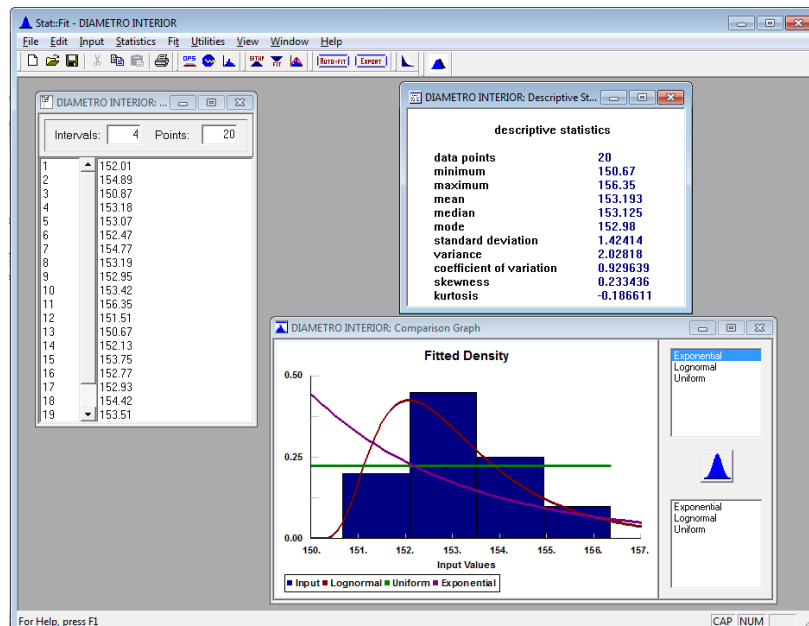 Stat::Fit - DIAMETRO INTERIOR
File Edit Input Statistics Fit Utilities View Window Help
OPS SETUP FIT AUTO::FIT EXPORT
DIAMETRO INTERIOR: ...
Intervals: 4 Points: 20
1 152.01
2 154.89
3 150.87
4 153.18
5 153.07
6 152.47
7 154.77
8 153.19
9 152.95
10 153.42
11 156.35
12 151.51
13 150.67
14 152.13
15 153.75
16 152.77
17 152.93
18 154.42
19 153.51
DIAMETRO INTERIOR: Descriptive St...
descriptive statistics
data points 20
minimum 150.67
maximum 156.35
mean 153.193
median 153.125
mode 152.98
standard deviation 1.42414
variance 2.02818
coefficient of variation 0.929639
skewness 0.233436
kurtosis -0.186611
DIAMETRO INTERIOR: Comparison Graph
Fitted Density
0.50
0.25
0.00
150. 151. 152. 153. 154. 155. 156. 157.
Input Values
Input Lognormal Uniform Exponential
Exponential
Lognormal
Uniform
Exponential
Lognormal
Uniform
For Help, press F1
CAP NUM